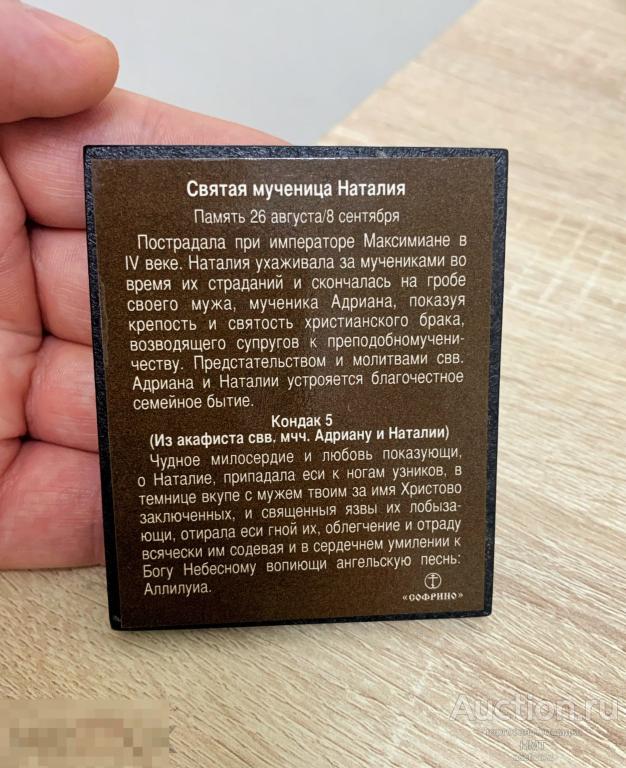 Святая мученица Наталия
Память 26 августа/8 сентября
Пострадала при императоре Максимиане в
IV веке. Наталия ухаживала за мучениками во
время их страданий и скончалась на гробе
своего мужа, мученика Адриана, показуя
крепость и святость христианского брака,
возводящего супругов к преподобномучени-
честву. Предстательством и молитвами свв.
Адриана и Наталии устрояется благочестное
семейное бытие.
Кондак 5
(Из акафиста свв. мчч. Адриану и Наталии)
Чудное милосердие и любовь показующи,
о Наталие, припадала еси к ногам узников, в
темнице вкупе с мужем твоим за имя Христово
заключенных, и священныя язвы их лобыза-
ющи, отирала еси гной их, облегчение и отраду
всячески им содевая и в сердечнем умилении к
Богу Небесному вопиющи ангельскую песнь:
Аллилуиа.
«СОФРИНО»
Auction.ru